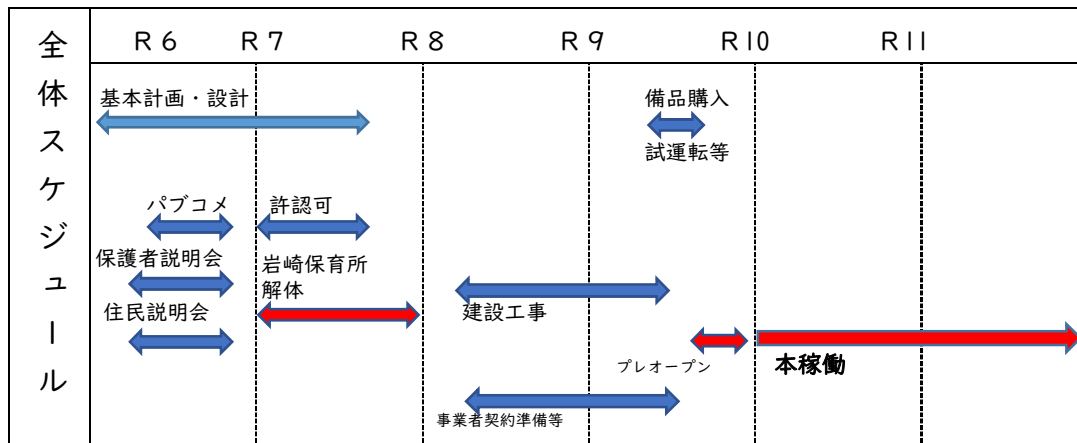 全体スケジュール
R6 R7 R8 R9 R10 R11
基本計画・設計
備品購入
試運転等
パブコメ
許認可
保護者説明会
岩崎保育所
解体
住民説明会
建設工事
プレオープン
本稼働
事業者契約準備等